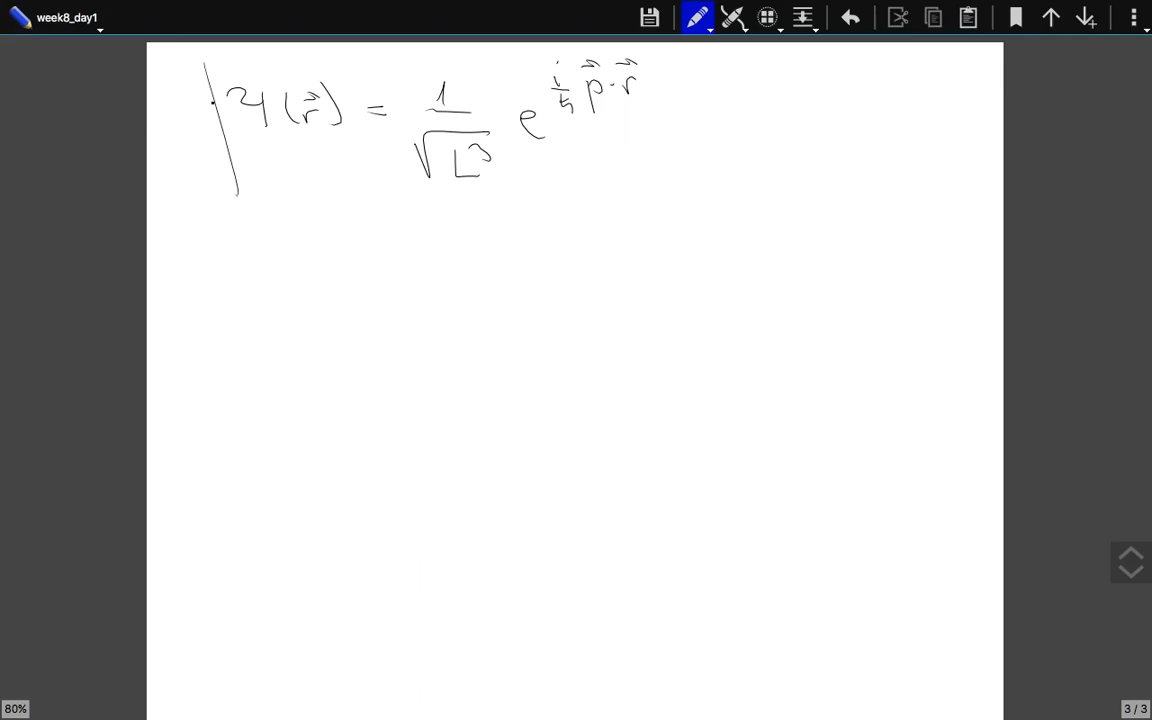 week8_day1
ψ(r⃗) = 1/√L³ e^{i/ℏ p⃗·r⃗}
80%
3 / 3